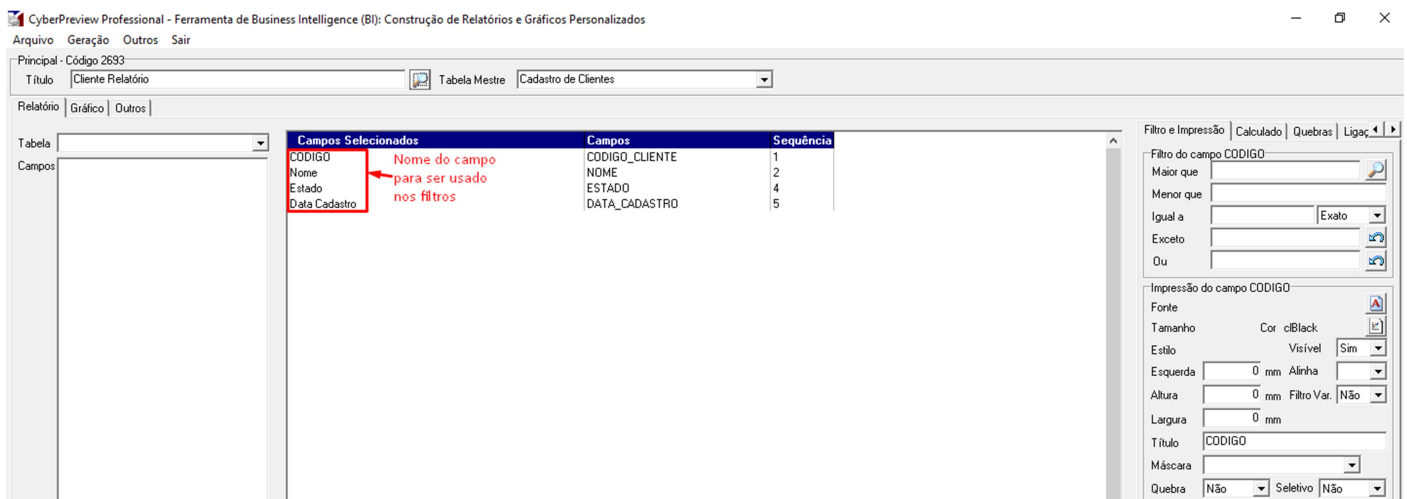 CyberPreview Professional - Ferramenta de Business Intelligence (BI): Construção de Relatórios e Gráficos Personalizados
Arquivo Geração Outros Sair
Principal - Código 2693
Título Cliente Relatório Tabela Mestre Cadastro de Clientes
Relatório Gráfico Outros
Tabela
Campos
Campos Selecionados Campos Sequência
CODIGO CODIGO_CLIENTE 1
Nome NOME 2
Estado ESTADO 4
Data Cadastro DATA_CADASTRO 5
Nome do campo
para ser usado
nos filtros
Filtro e Impressão Calculado Quebras Ligaç
Filtro do campo CODIGO
Maior que
Menor que
Igual a Exato
Exceto
Ou
Impressão do campo CODIGO
Fonte
Tamanho Cor clBlack
Estilo Visível Sim
Esquerda 0 mm Alinha
Altura 0 mm Filtro Var. Não
Largura 0 mm
Título CODIGO
Máscara
Quebra Não Seletivo Não